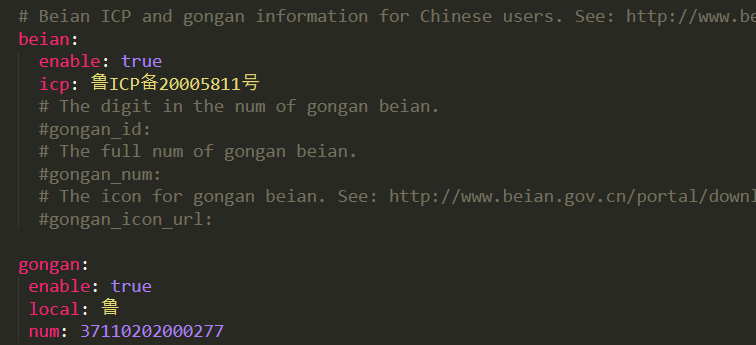 # Beian ICP and gongan information for Chinese users. See: http://www.be
beian:
  enable: true
  icp: 鲁ICP备20005811号
  # The digit in the num of gongan beian.
  #gongan_id:
  # The full num of gongan beian.
  #gongan_num:
  # The icon for gongan beian. See: http://www.beian.gov.cn/portal/downl
  #gongan_icon_url:

gongan:
 enable: true
 local: 鲁
 num: 37110202000277